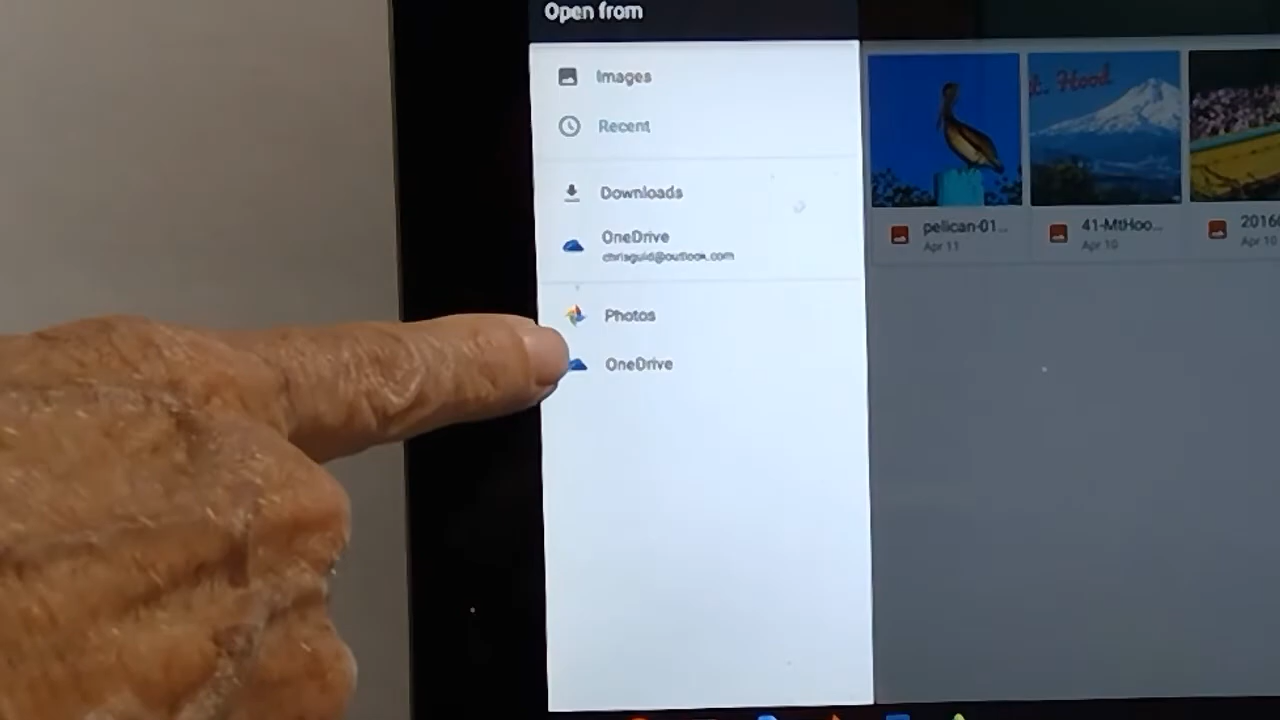 Open from
Images
Recent
Downloads
OneDrive
chrisguld@outlook.com
Photos
OneDrive
t. Hood
pelican-01...
Apr 11
41-MtHoo...
Apr 10
2016
Apr 10